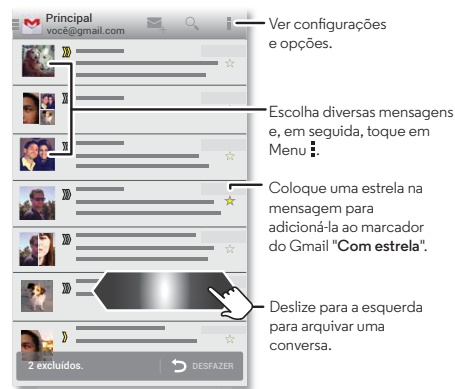 Principal
você@gmail.com
Ver configurações
e opções.
Escolha diversas mensagens
e, em seguida, toque em
Menu .
Coloque uma estrela na
mensagem para
adicioná-la ao marcador
do Gmail "Com estrela".
Deslize para a esquerda
para arquivar uma
conversa.
2 excluídos.
DESFAZER